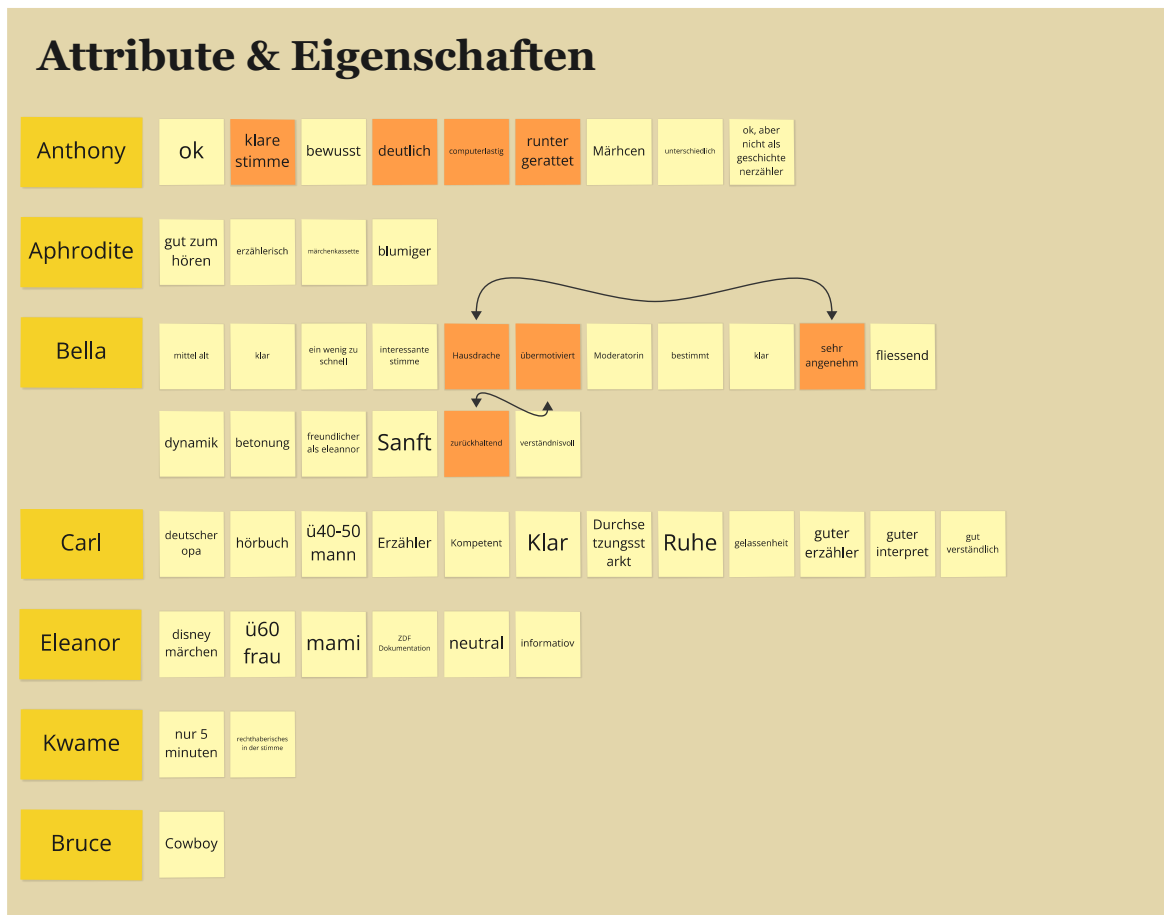 Attribute & Eigenschaften
Anthony
ok
klare
stimme
bewusst
deutlich
computerlastig
runter
gerattet
Märhcen
unterschiedlich
ok, aber
nicht als
geschichte
nerzähler
Aphrodite
gut zum
hören
erzählerisch
märchenkassette
blumiger
Bella
mittel alt
klar
ein wenig zu
schnell
interessante
stimme
Hausdrache
übermotiviert
Moderatorin
bestimmt
klar
sehr
angenehm
fliessend
dynamik
betonung
freundlicher
als eleannor
Sanft
zurückhaltend
verständnisvoll
Carl
deutscher
opa
hörbuch
ü40-50
mann
Erzähler
Kompetent
Klar
Durchse
tzungsst
arkt
Ruhe
gelassenheit
guter
erzähler
guter
interpret
gut
verständlich
Eleanor
disney
märchen
ü60
frau
mami
ZDF
Dokumentation
neutral
informatiov
Kwame
nur 5
minuten
rechthaberisches
in der stimme
Bruce
Cowboy